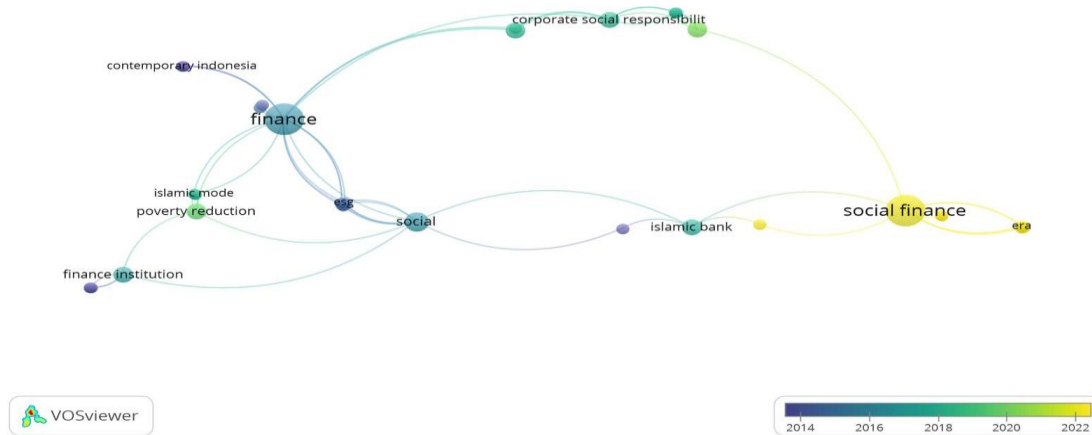 corporate social responsibilit
contemporary indonesia
finance
islamic mode
poverty reduction
esg
social
social finance
islamic bank
era
finance institution
VOSviewer
2014 2016 2018 2020 2022